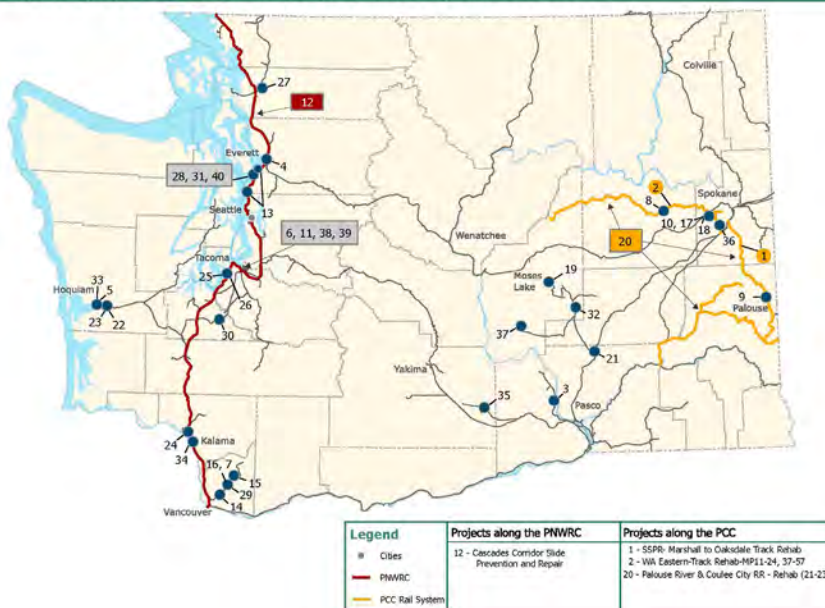 27
12
Colville
Everett
4
28, 31, 40
13
Seattle
2
Spokane
8
10, 17
18
36
20
1
Wenatchee
6, 11, 38, 39
Tacoma
25
26
Moses
Lake
19
33
5
Hoquiam
23
22
9
Palouse
32
30
37
21
Yakima
35
3
Pasco
24
Kalama
34
16, 7
15
29
14
Vancouver
Legend
Cities
PNWRC
PCC Rail System
Projects along the PNWRC
12 - Cascades Corridor Slide
Prevention and Repair
Projects along the PCC
1 - SSPR- Marshall to Oaksdale Track Rehab
2 - WA Eastern-Track Rehab-MP11-24, 37-57
20 - Palouse River & Coulee City RR - Rehab (21-23